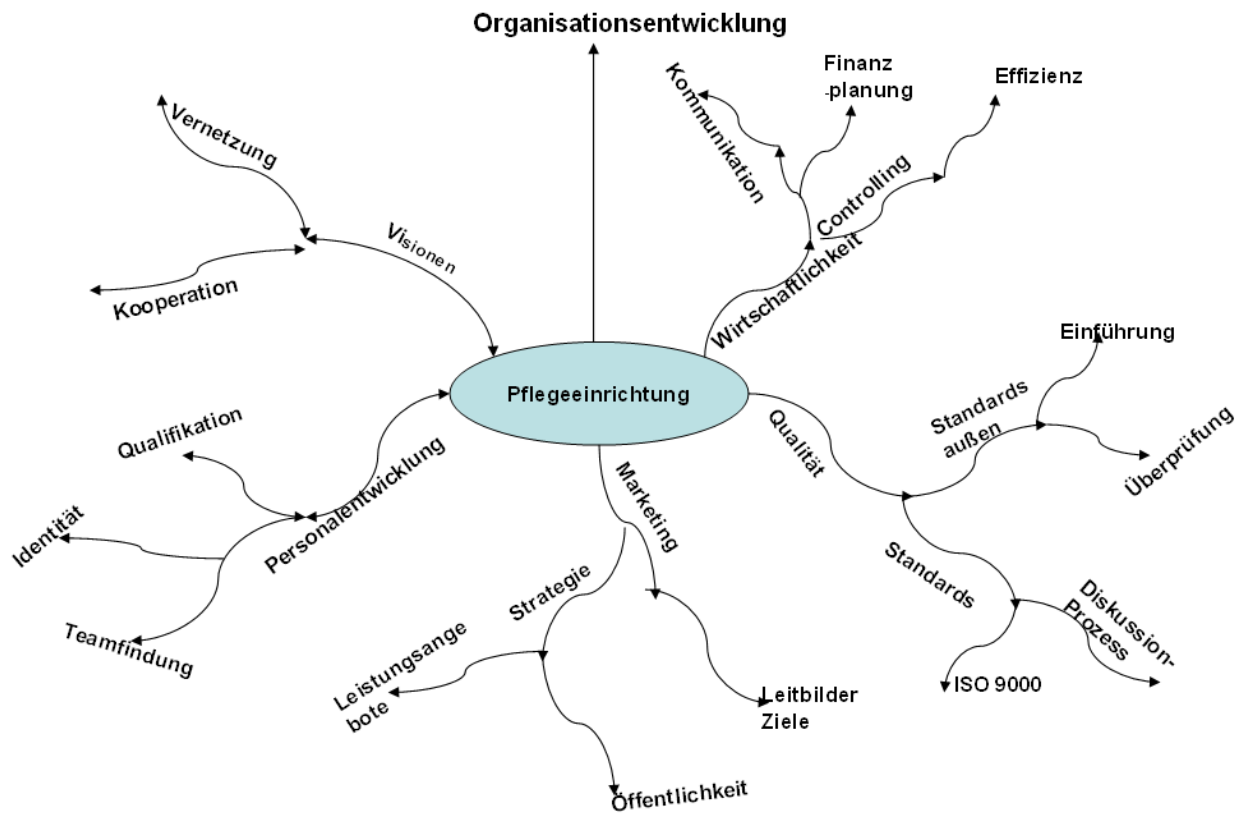 Organisationsentwicklung
Vernetzung
Visionen
Kooperation
Kommunikation
Finanz
-planung
Effizienz
Controlling
Wirtschaftlichkeit
Pflegeeinrichtung
Einführung
Standards
außen
Überprüfung
Qualität
Standards
Diskussion-
Prozess
ISO 9000
Qualifikation
Identität
Personalentwicklung
Teamfindung
Marketing
Strategie
Leistungsange
bote
Leitbilder
Ziele
Öffentlichkeit